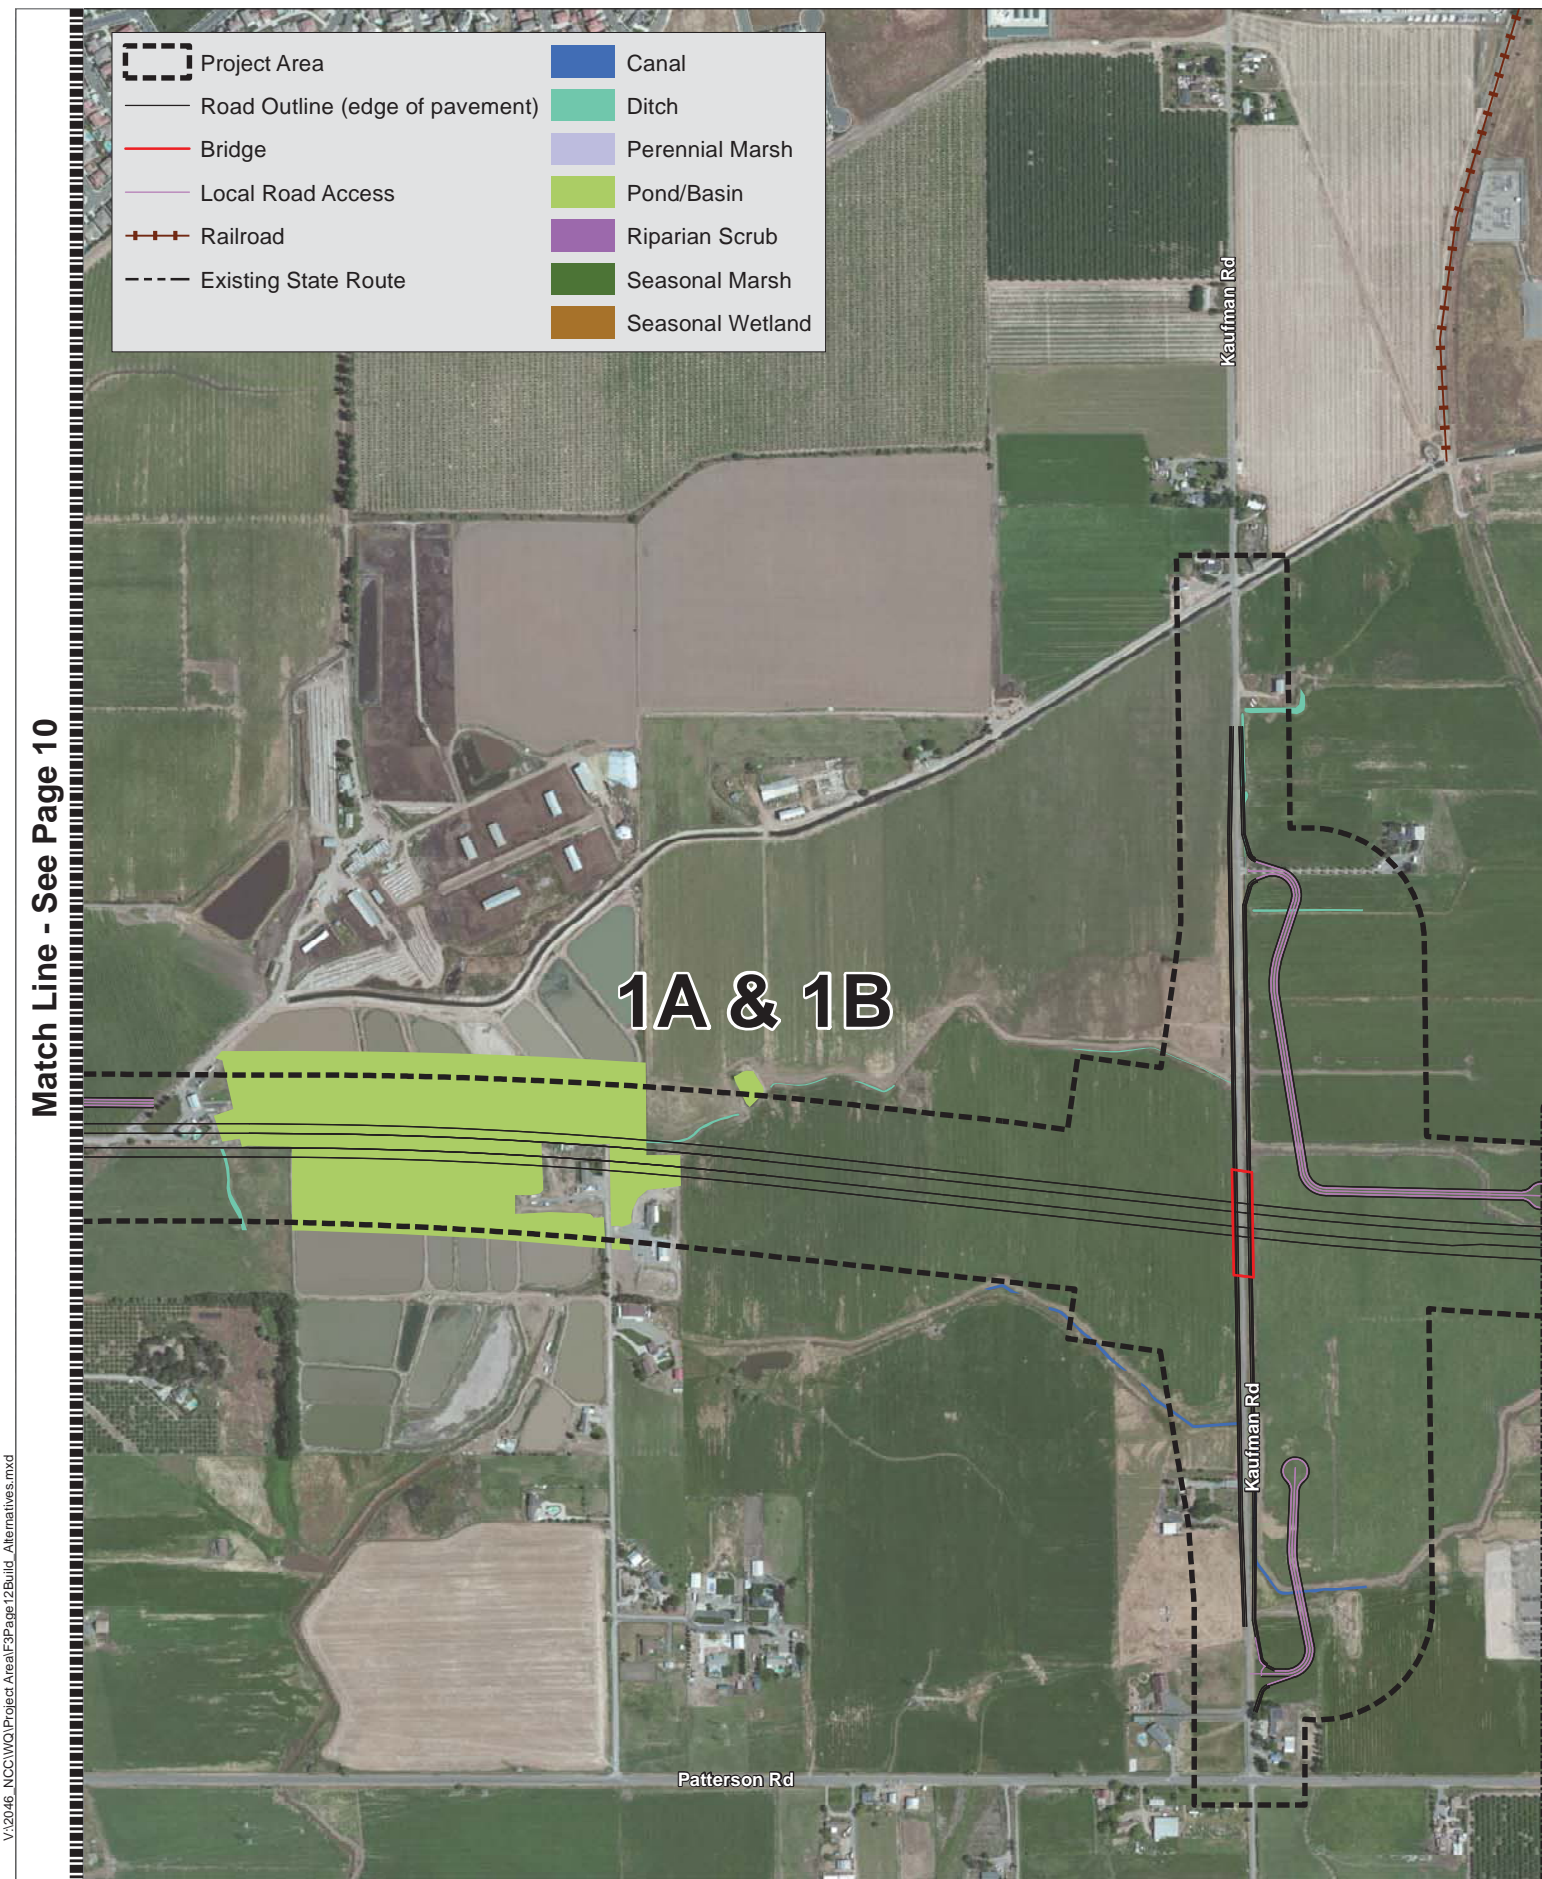 Project Area
Road Outline (edge of pavement)
Bridge
Local Road Access
Railroad
Existing State Route
Canal
Ditch
Perennial Marsh
Pond/Basin
Riparian Scrub
Seasonal Marsh
Seasonal Wetland
Kaufman Rd
Match Line - See Page 10
1A & 1B
Kaufman Rd
Patterson Rd
V:\2046_NCC\WQ\Project Area\F3Page12Build_Alternatives.mxd